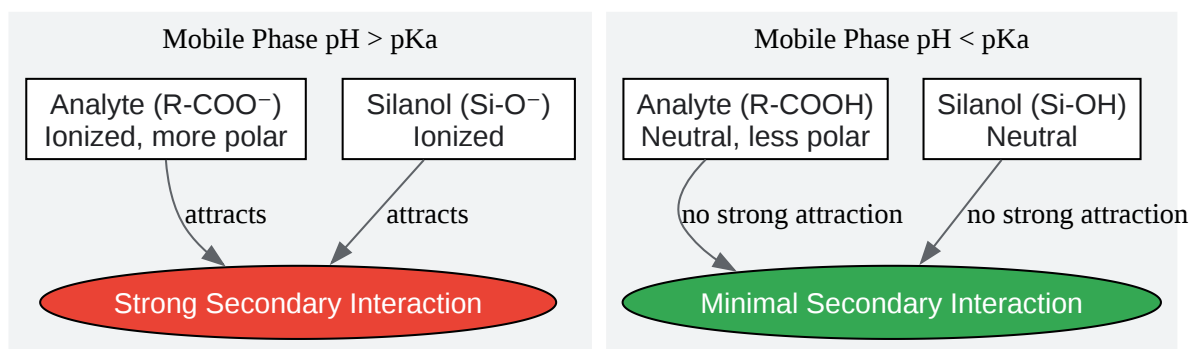 Mobile Phase pH > pKa
Analyte (R-COO⁻)
Ionized, more polar
Silanol (Si-O⁻)
Ionized
attracts
attracts
Strong Secondary Interaction
Mobile Phase pH < pKa
Analyte (R-COOH)
Neutral, less polar
Silanol (Si-OH)
Neutral
no strong attraction
no strong attraction
Minimal Secondary Interaction